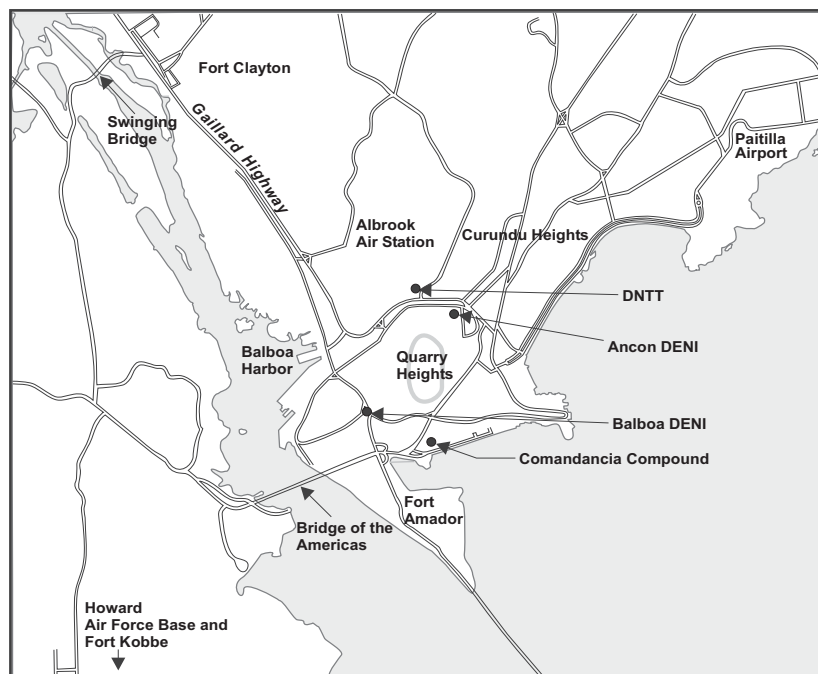 Fort Clayton
Swinging
Bridge
Gaillard Highway
Paitilla
Airport
Albrook
Air Station
Curundu Heights
DNTT
Ancon DENI
Balboa
Harbor
Quarry
Heights
Balboa DENI
Comandancia Compound
Fort
Amador
Bridge of the
Americas
Howard
Air Force Base and
Fort Kobbe